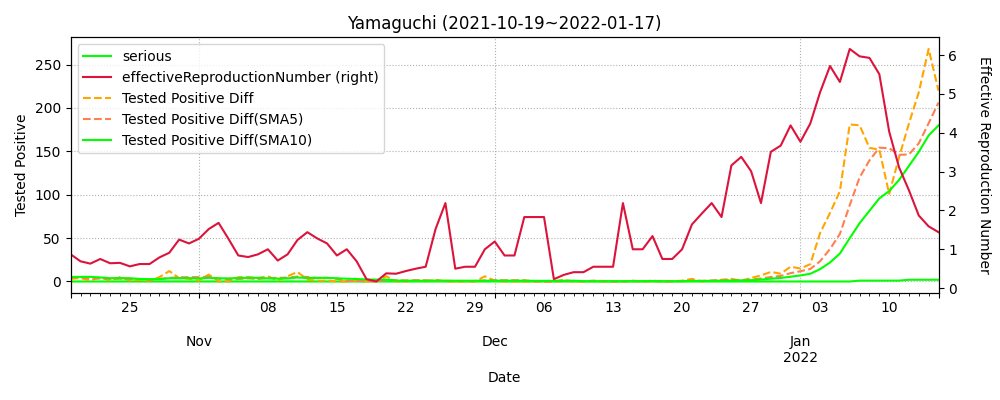 Yamaguchi (2021-10-19~2022-01-17)
serious
effectiveReproductionNumber (right)
Tested Positive Diff
Tested Positive Diff(SMA5)
Tested Positive Diff(SMA10)
Tested Positive
250
200
150
100
50
0
Effective Reproduction Number
6
5
4
3
2
1
0
25 08 15 22 29 06 13 20 27 03 10
Nov Dec Jan
2022
Date